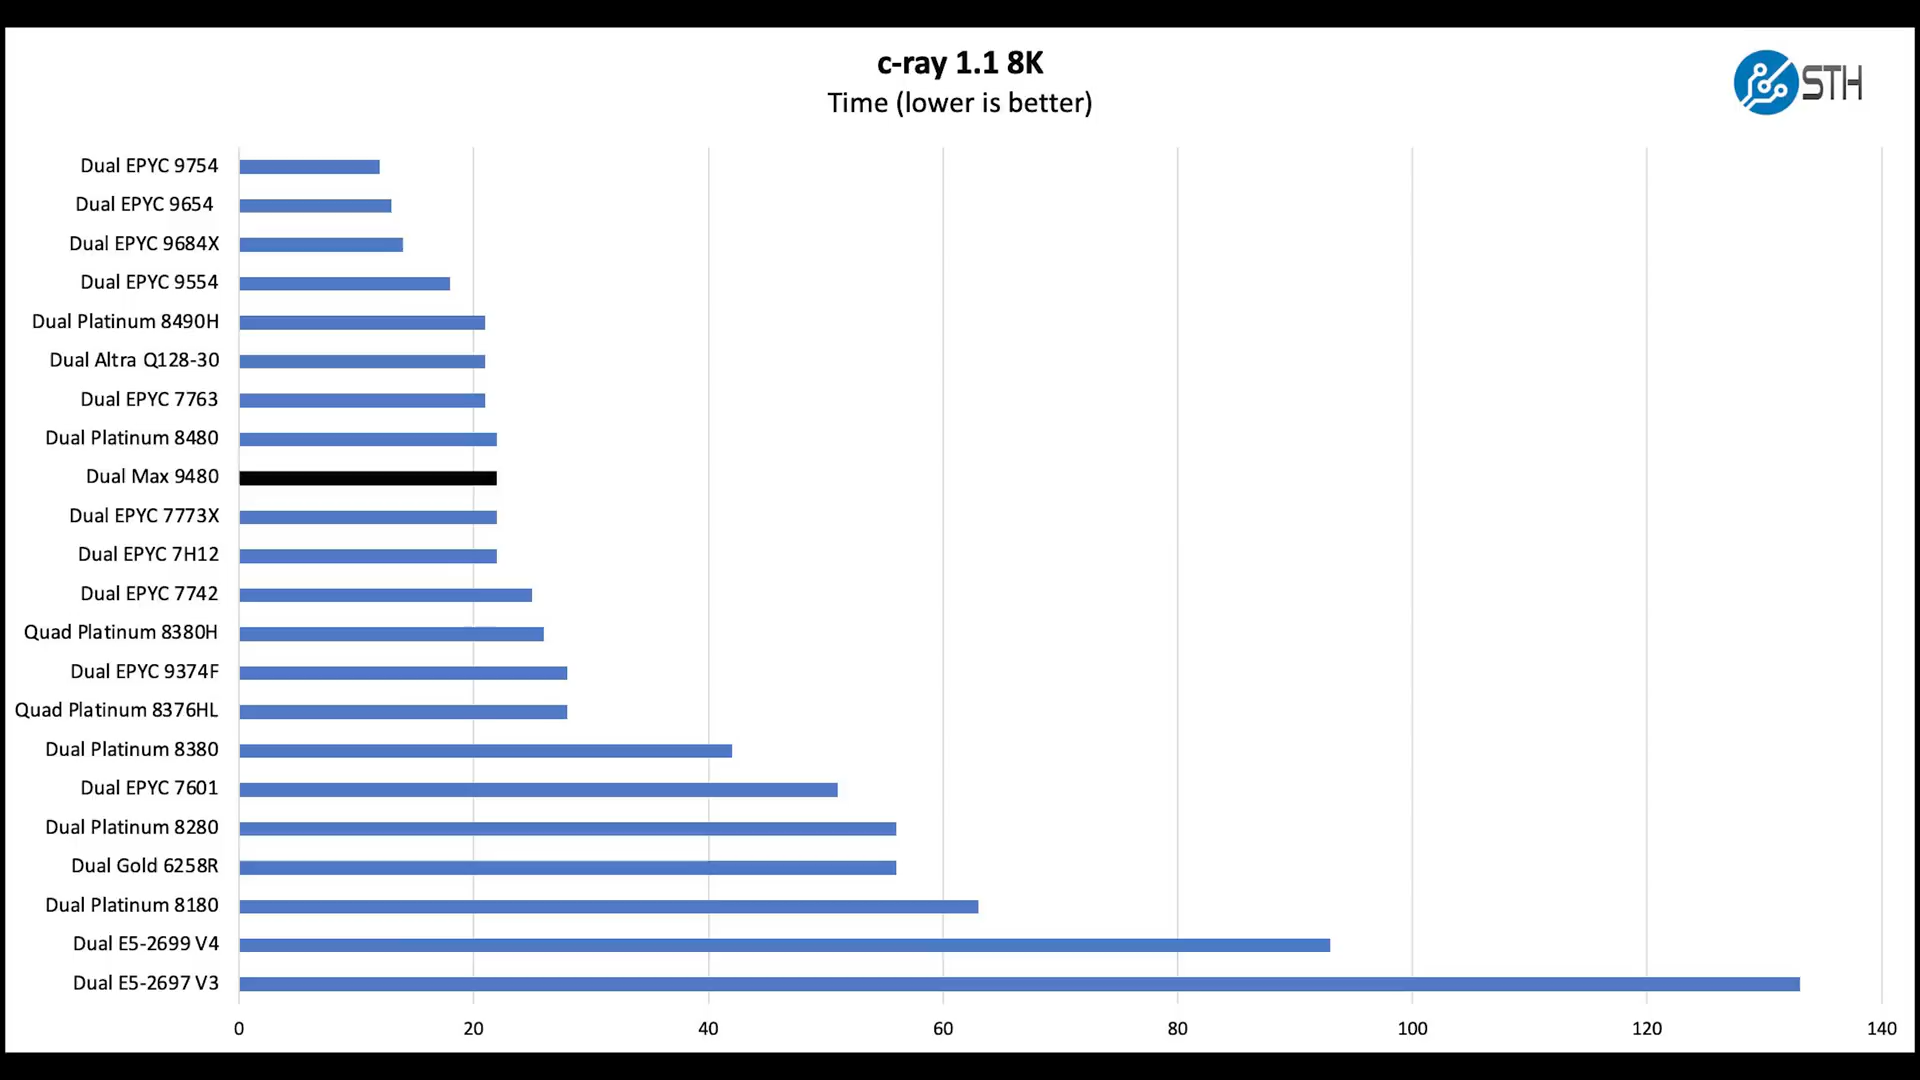 c-ray 1.1 8K
Time (lower is better)
STH
Dual EPYC 9754
Dual EPYC 9654
Dual EPYC 9684X
Dual EPYC 9554
Dual Platinum 8490H
Dual Altra Q128-30
Dual EPYC 7763
Dual Platinum 8480
Dual Max 9480
Dual EPYC 7773X
Dual EPYC 7H12
Dual EPYC 7742
Quad Platinum 8380H
Dual EPYC 9374F
Quad Platinum 8376HL
Dual Platinum 8380
Dual EPYC 7601
Dual Platinum 8280
Dual Gold 6258R
Dual Platinum 8180
Dual E5-2699 V4
Dual E5-2697 V3
0 20 40 60 80 100 120 140